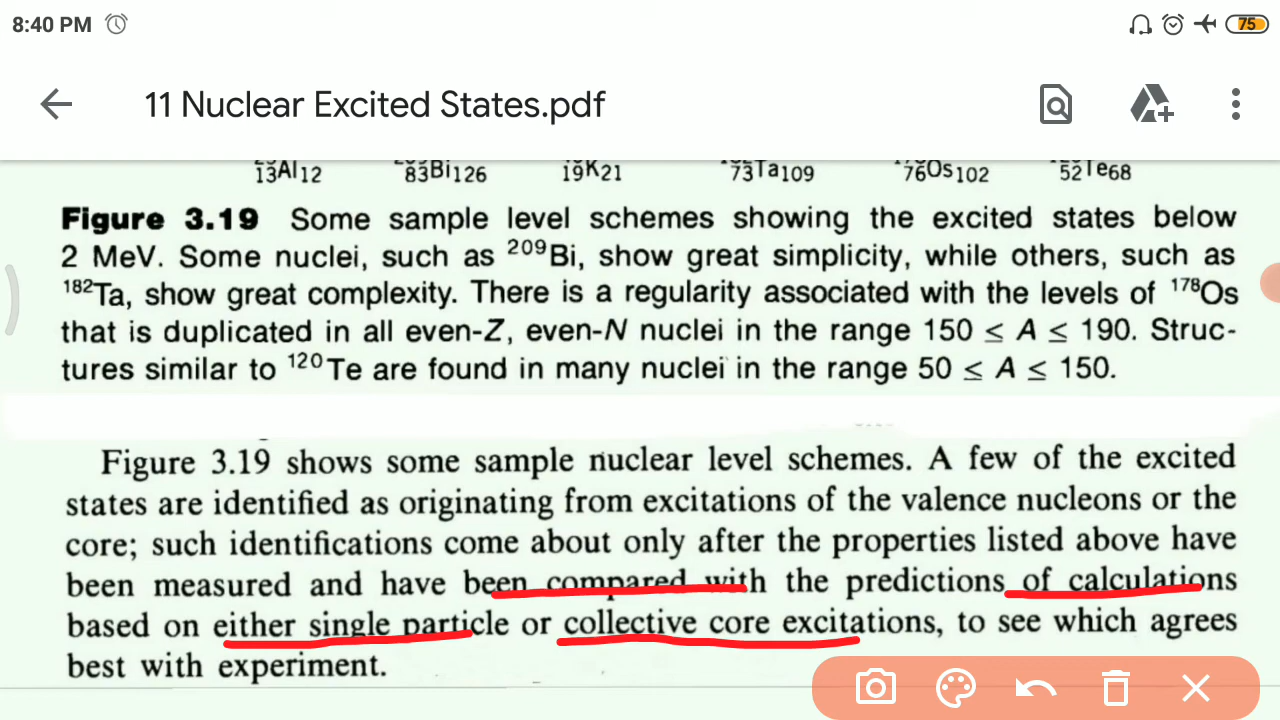 8:40 PM
75
11 Nuclear Excited States.pdf
13Al12 83Bi126 19K21 73Ta109 76Os102 52Te68
Figure 3.19 Some sample level schemes showing the excited states below
2 MeV. Some nuclei, such as ²⁰⁹Bi, show great simplicity, while others, such as
¹⁸²Ta, show great complexity. There is a regularity associated with the levels of ¹⁷⁸Os
that is duplicated in all even-Z, even-N nuclei in the range 150 ≤ A ≤ 190. Struc-
tures similar to ¹²⁰Te are found in many nuclei in the range 50 ≤ A ≤ 150.
Figure 3.19 shows some sample nuclear level schemes. A few of the excited
states are identified as originating from excitations of the valence nucleons or the
core; such identifications come about only after the properties listed above have
been measured and have been compared with the predictions of calculations
based on either single particle or collective core excitations, to see which agrees
best with experiment.